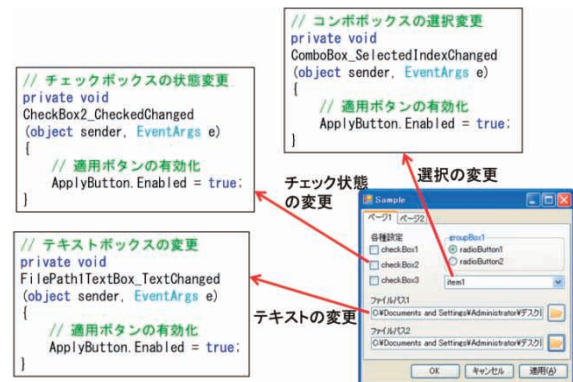 // コンボボックスの選択変更
private void
ComboBox_SelectedIndexChanged
(object sender, EventArgs e)
{
// 適用ボタンの有効化
ApplyButton.Enabled = true;
}
// チェックボックスの状態変更
private void
CheckBox2_CheckedChanged
(object sender, EventArgs e)
{
// 適用ボタンの有効化
ApplyButton.Enabled = true;
}
チェック状態
の変更
選択の変更
// テキストボックスの変更
private void
FilePath1TextBox_TextChanged
(object sender, EventArgs e)
{
// 適用ボタンの有効化
ApplyButton.Enabled = true;
}
テキストの変更
Sample
ページ1 ページ2
各種設定
checkBox1
checkBox2
checkBox3
groupBox1
radioButton1
radioButton2
item1
ファイルパス1
C:¥Documents and Settings¥Administrator¥デスク
ファイルパス2
C:¥Documents and Settings¥Administrator¥デスク
OK キャンセル 適用(A)